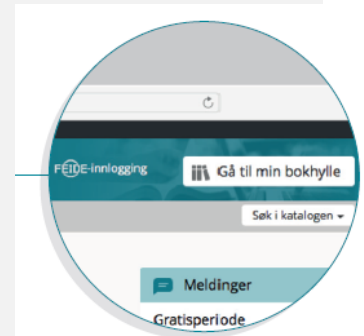 FEIDE-innlogging
Gå til min bokhylle
Søk i katalogen
Meldinger
Gratisperiode